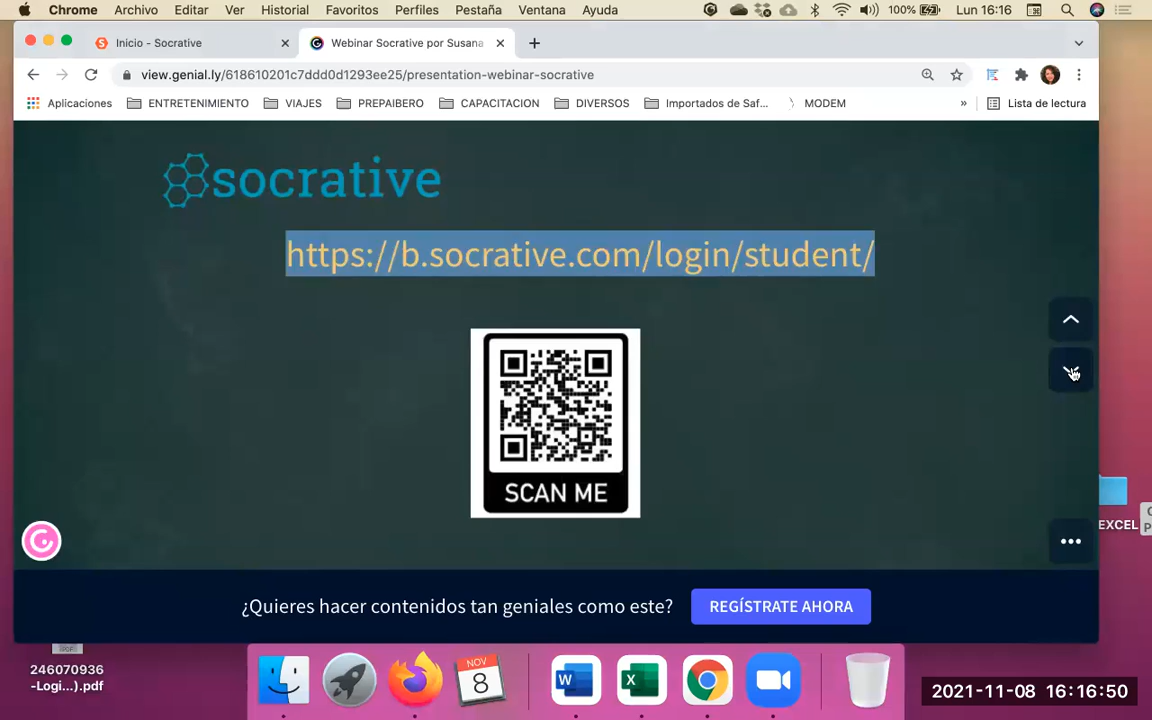 Chrome Archivo Editar Ver Historial Favoritos Perfiles Pestaña Ventana Ayuda 100% Lun 16:16
Inicio - Socrative
Webinar Socrative por Susana
view.genial.ly/618610201c7ddd0d1293ee25/presentation-webinar-socrative
Aplicaciones ENTRETENIMIENTO VIAJES PREPAIBERO CAPACITACION DIVERSOS Importados de Saf... MODEM » Lista de lectura
socrative
https://b.socrative.com/login/student/
SCAN ME
EXCEL
¿Quieres hacer contenidos tan geniales como este? REGÍSTRATE AHORA
246070936
-Logi...).pdf
NOV
8
2021-11-08 16:16:50